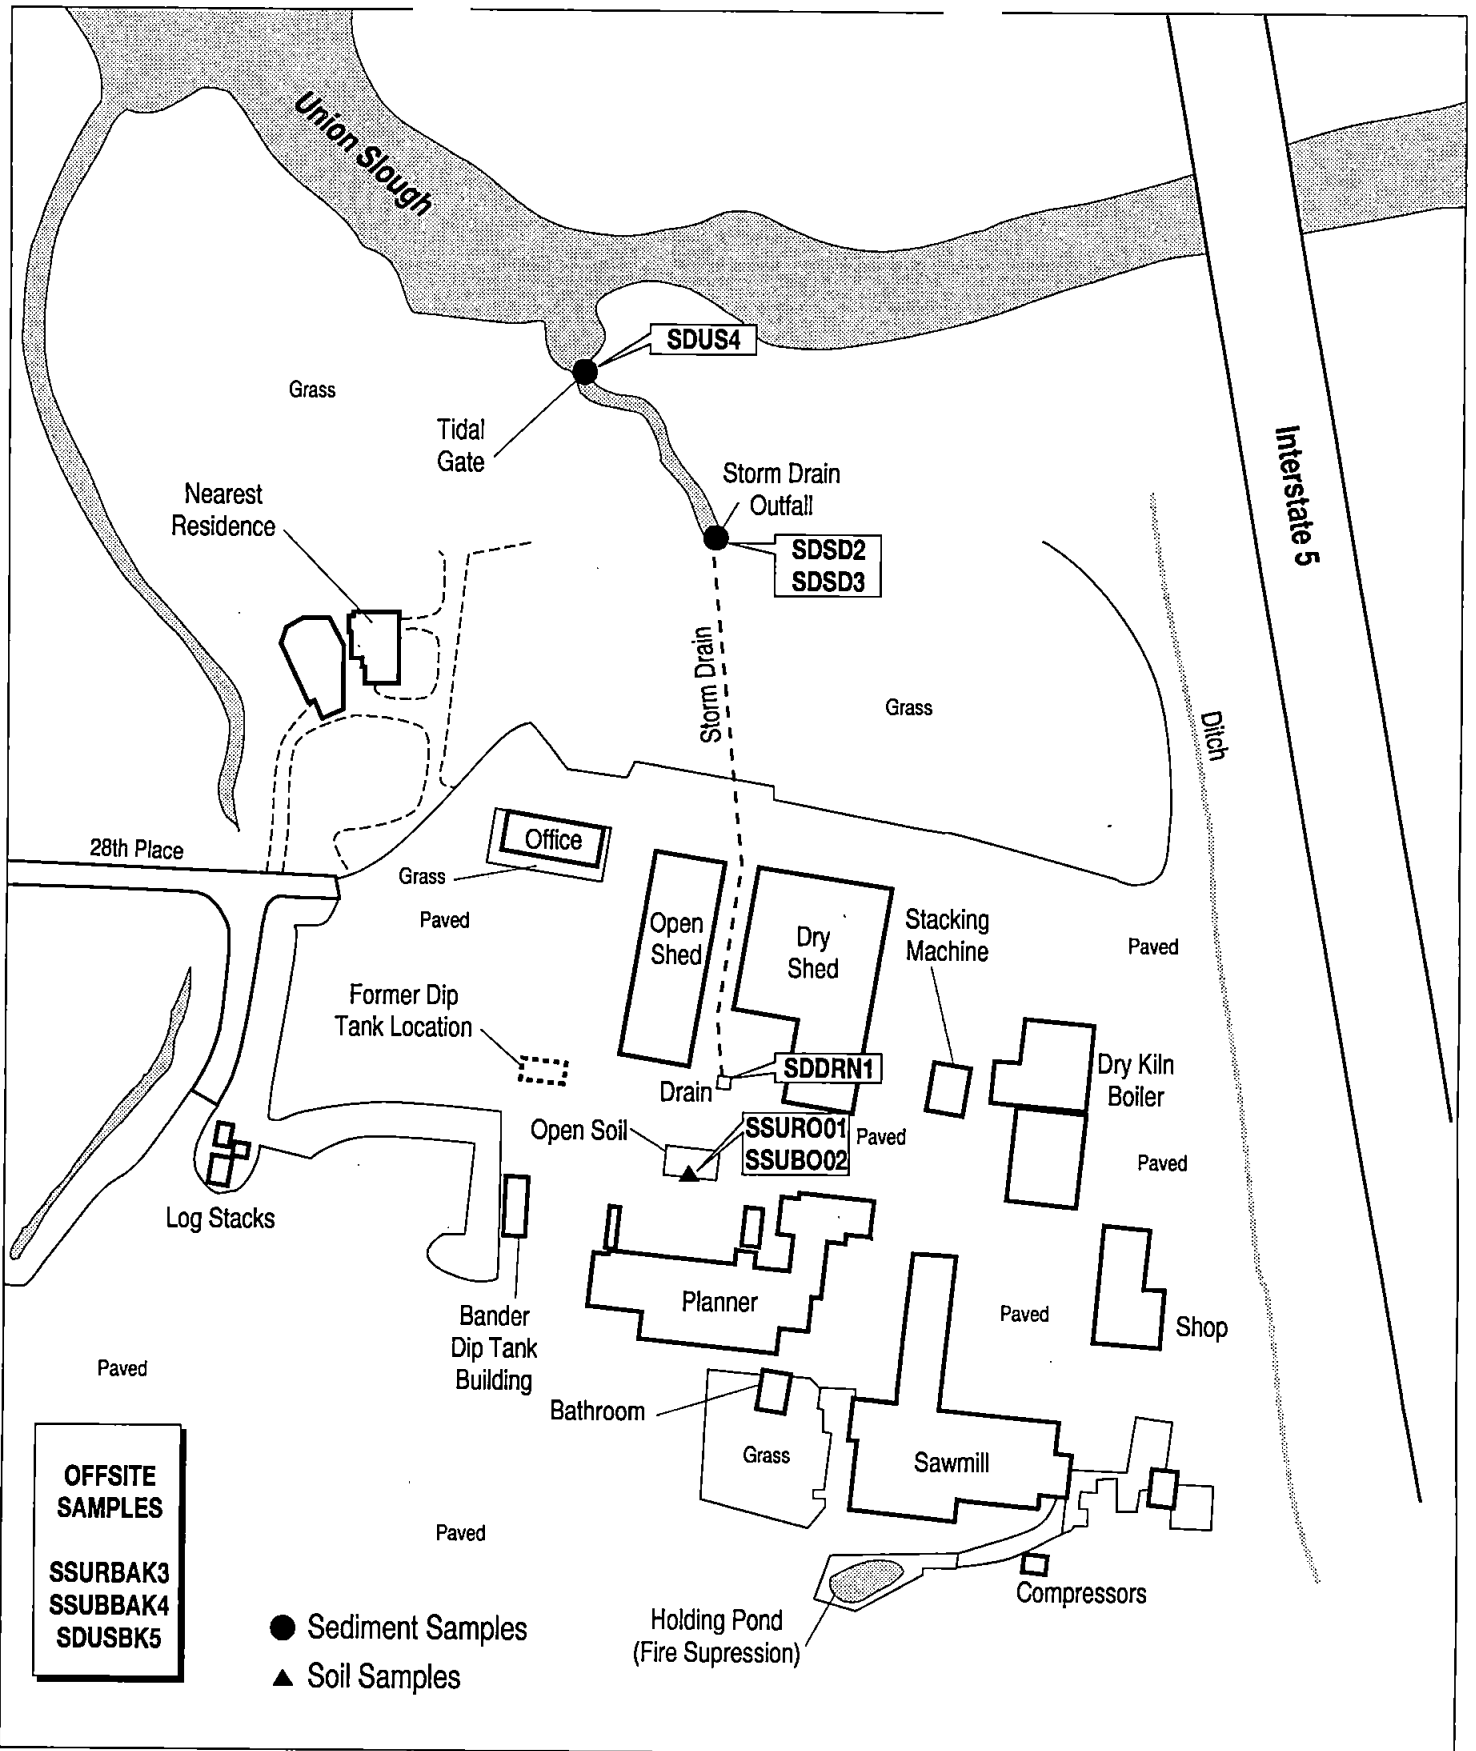 Union Slough
SDUS4
Grass
Tidal
Gate
Storm Drain
Outfall
Interstate 5
Nearest
Residence
SDSD2
SDSD3
Storm Drain
Grass
Ditch
28th Place
Office
Grass
Paved
Open
Shed
Dry
Shed
Stacking
Machine
Paved
Former Dip
Tank Location
SDDRN1
Dry Kiln
Boiler
Drain
Open Soil
SSURO01
SSUBO02
Paved
Paved
Log Stacks
Planner
Paved
Shop
Bander
Dip Tank
Building
Paved
Bathroom
Grass
Sawmill
OFFSITE
SAMPLES
SSURBAK3
SSUBBAK4
SDUSBK5
Paved
Compressors
Holding Pond
(Fire Supression)
Sediment Samples
Soil Samples